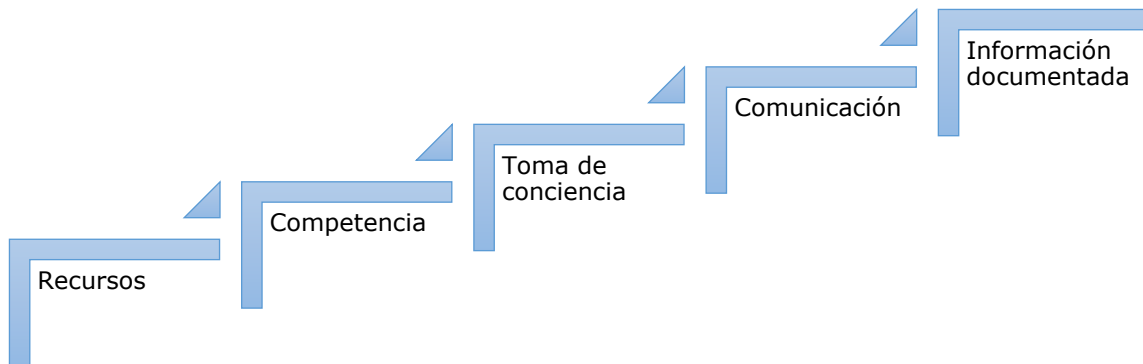 Recursos
Competencia
Toma de
conciencia
Comunicación
Información
documentada